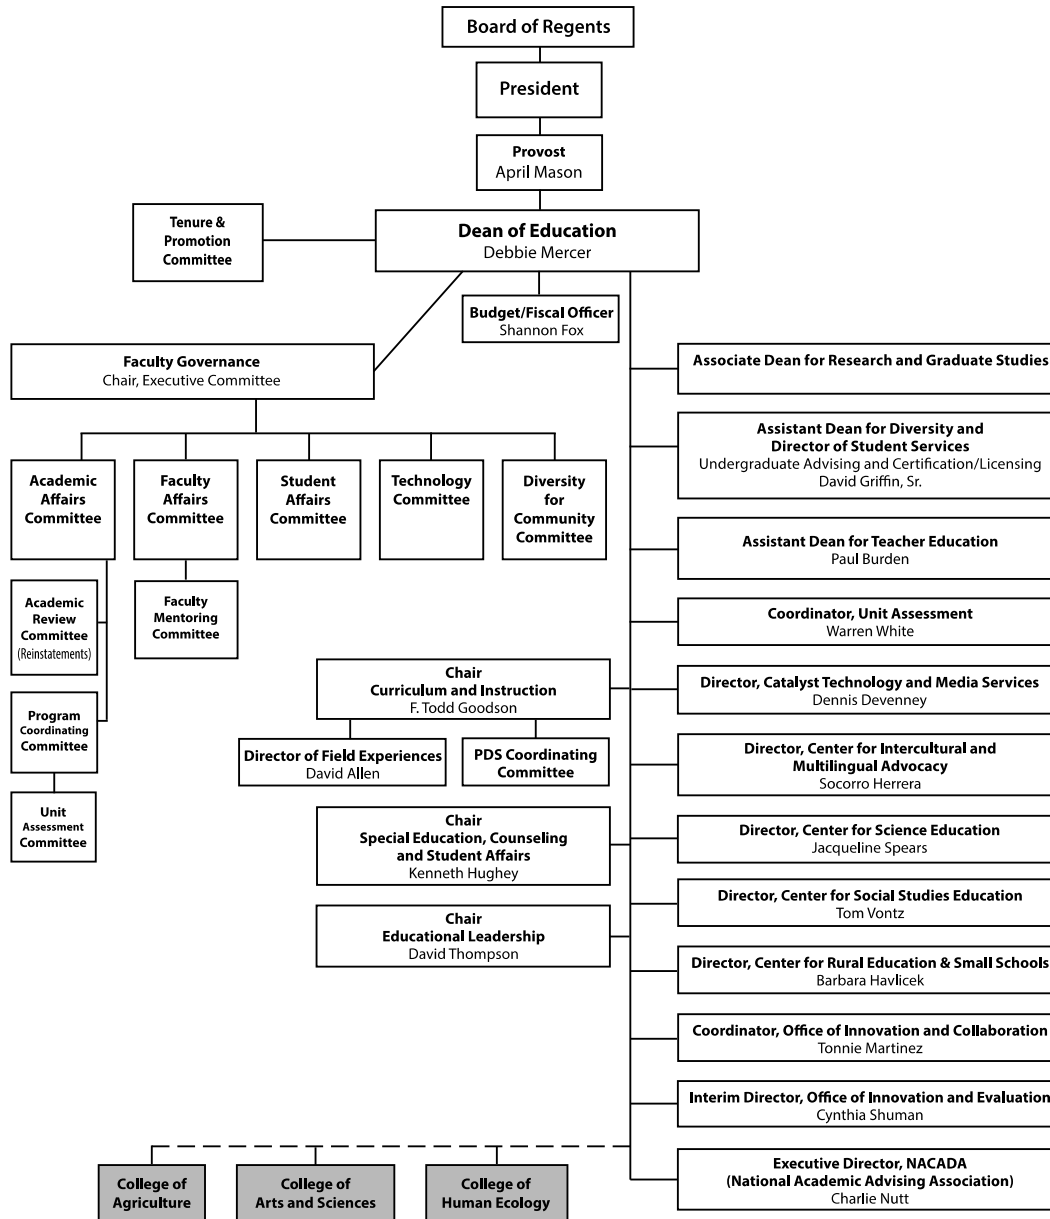 Board of Regents
President
Provost
April Mason
Tenure &
Promotion
Committee
Dean of Education
Debbie Mercer
Budget/Fiscal Officer
Shannon Fox
Faculty Governance
Chair, Executive Committee
Academic
Affairs
Committee
Faculty
Affairs
Committee
Student
Affairs
Committee
Technology
Committee
Diversity
for
Community
Committee
Academic
Review
Committee
(Reinstatements)
Faculty
Mentoring
Committee
Program
Coordinating
Committee
Unit
Assessment
Committee
Chair
Curriculum and Instruction
F. Todd Goodson
Director of Field Experiences
David Allen
PDS Coordinating
Committee
Chair
Special Education, Counseling
and Student Affairs
Kenneth Hughey
Chair
Educational Leadership
David Thompson
Associate Dean for Research and Graduate Studies
Assistant Dean for Diversity and
Director of Student Services
Undergraduate Advising and Certification/Licensing
David Griffin, Sr.
Assistant Dean for Teacher Education
Paul Burden
Coordinator, Unit Assessment
Warren White
Director, Catalyst Technology and Media Services
Dennis Devenney
Director, Center for Intercultural and
Multilingual Advocacy
Socorro Herrera
Director, Center for Science Education
Jacqueline Spears
Director, Center for Social Studies Education
Tom Vontz
Director, Center for Rural Education & Small Schools
Barbara Havlicek
Coordinator, Office of Innovation and Collaboration
Tonnie Martinez
Interim Director, Office of Innovation and Evaluation
Cynthia Shuman
Executive Director, NACADA
(National Academic Advising Association)
Charlie Nutt
College of
Agriculture
College of
Arts and Sciences
College of
Human Ecology